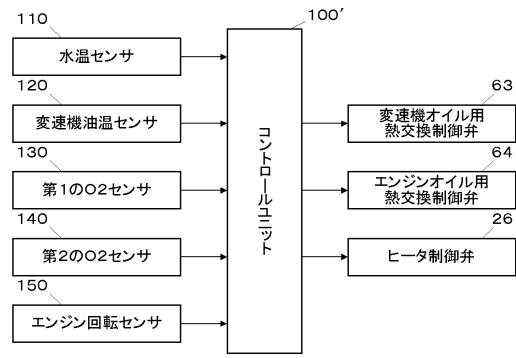 110
水温センサ
120
変速機油温センサ
130
第1のO2センサ
140
第2のO2センサ
150
エンジン回転センサ
100′
コントロールユニット
63
変速機オイル用
熱交換制御弁
64
エンジンオイル用
熱交換制御弁
26
ヒータ制御弁